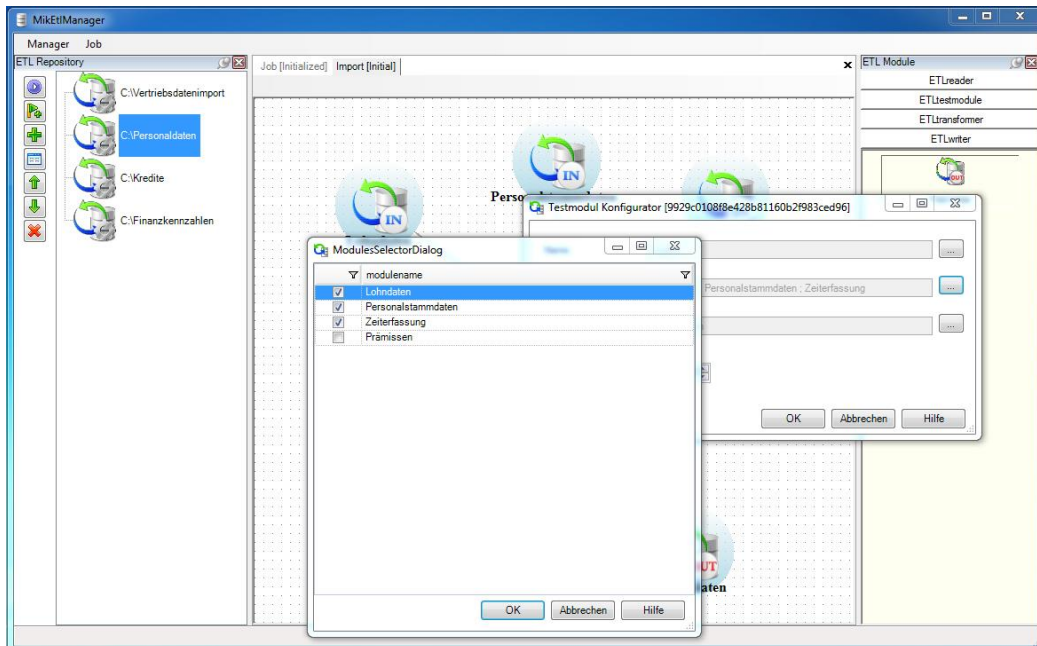 MikEtlManager
Manager Job
ETL Repository
C:\Vertriebsdatenimport
C:\Personaldaten
C:\Kredite
C:\Finanzkennzahlen
Job [Initialized] Import [Initial]
IN
IN
ETL Module
ETLreader
ETLtestmodule
ETLtransformer
ETLwriter
OUT
Testmodul Konfigurator [9929c0108f8e428b81160b2f983ced96]
...
Personalstammdaten ; Zeiterfassung
...
...
OK Abbrechen Hilfe
ModulesSelectorDialog
modulename
Lohndaten
Personalstammdaten
Zeiterfassung
Prämissen
OK Abbrechen Hilfe